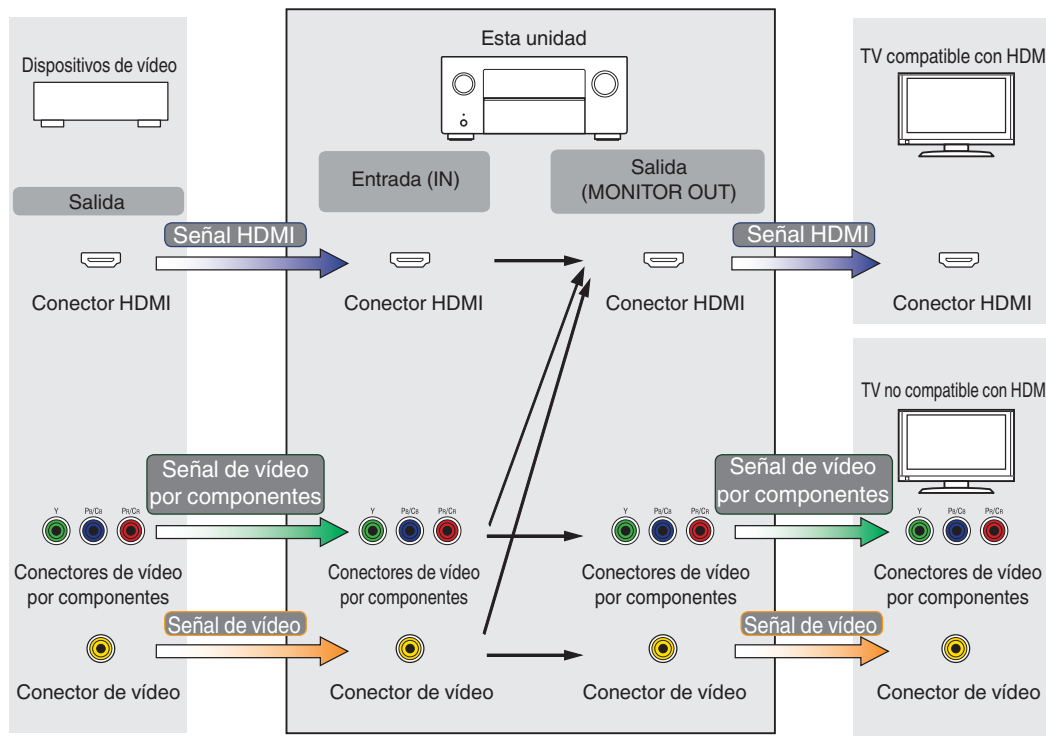 Dispositivos de vídeo
Esta unidad
TV compatible con HDM
Salida
Entrada (IN)
Salida
(MONITOR OUT)
Señal HDMI
Señal HDMI
Conector HDMI
Conector HDMI
Conector HDMI
Conector HDMI
TV no compatible con HDM
Señal de vídeo
por componentes
Señal de vídeo
por componentes
Y PB/CB PR/CR
Y PB/CB PR/CR
Y PB/CB PR/CR
Y PB/CB PR/CR
Conectores de vídeo
por componentes
Conectores de vídeo
por componentes
Conectores de vídeo
por componentes
Conectores de vídeo
por componentes
Señal de vídeo
Señal de vídeo
Conector de vídeo
Conector de vídeo
Conector de vídeo
Conector de vídeo